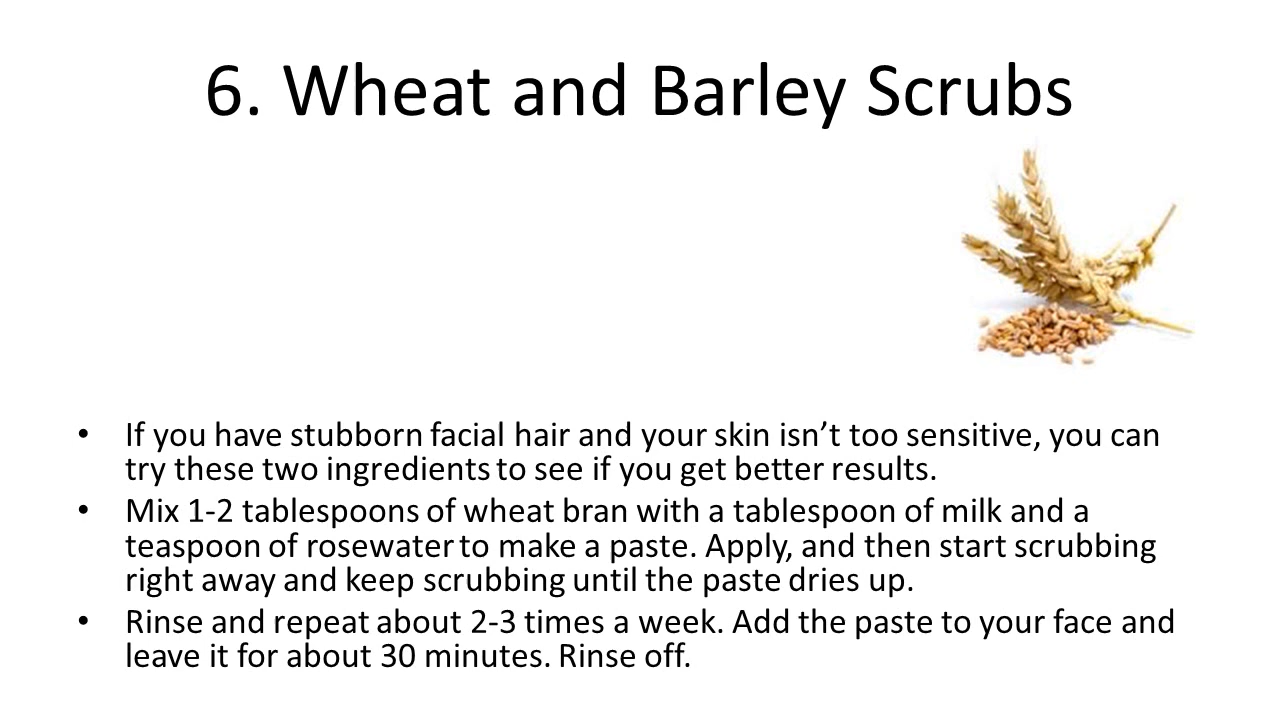 6. Wheat and Barley Scrubs
• If you have stubborn facial hair and your skin isn’t too sensitive, you can
try these two ingredients to see if you get better results.
• Mix 1-2 tablespoons of wheat bran with a tablespoon of milk and a
teaspoon of rosewater to make a paste. Apply, and then start scrubbing
right away and keep scrubbing until the paste dries up.
• Rinse and repeat about 2-3 times a week. Add the paste to your face and
leave it for about 30 minutes. Rinse off.